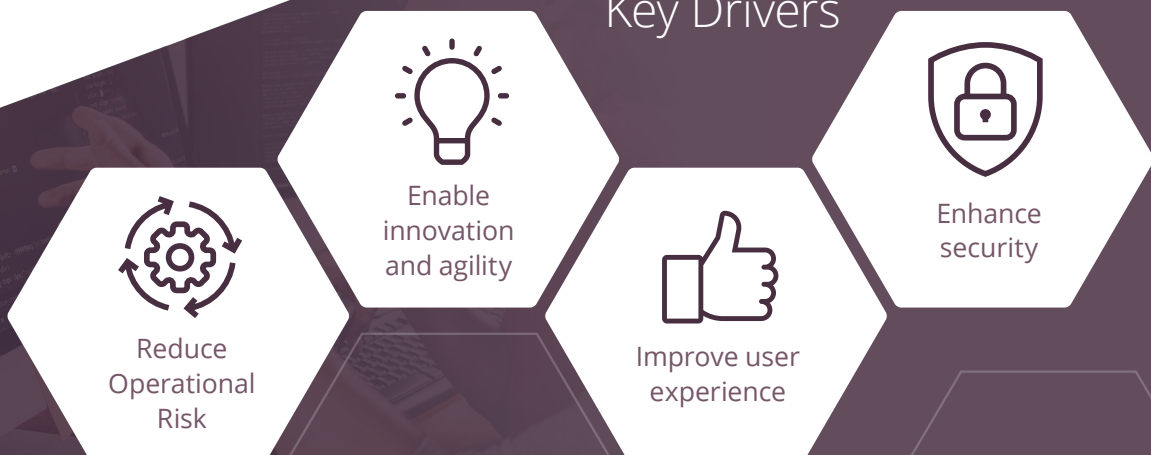 Key Drivers
Reduce
Operational
Risk
Enable
innovation
and agility
Improve user
experience
Enhance
security